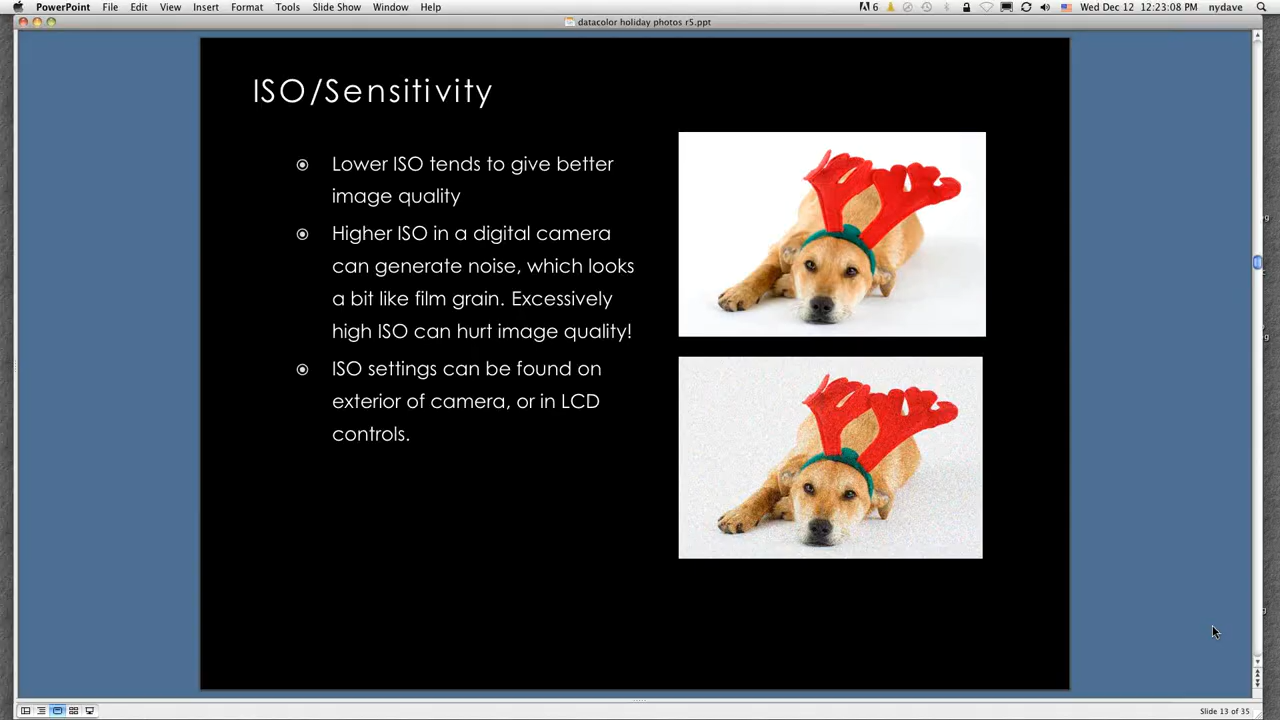 PowerPoint File Edit View Insert Format Tools Slide Show Window Help 6 Wed Dec 12 12:23:08 PM nydave
datacolor holiday photos r5.ppt
ISO/Sensitivity
Lower ISO tends to give better
image quality
Higher ISO in a digital camera
can generate noise, which looks
a bit like film grain. Excessively
high ISO can hurt image quality!
ISO settings can be found on
exterior of camera, or in LCD
controls.
Slide 13 of 35